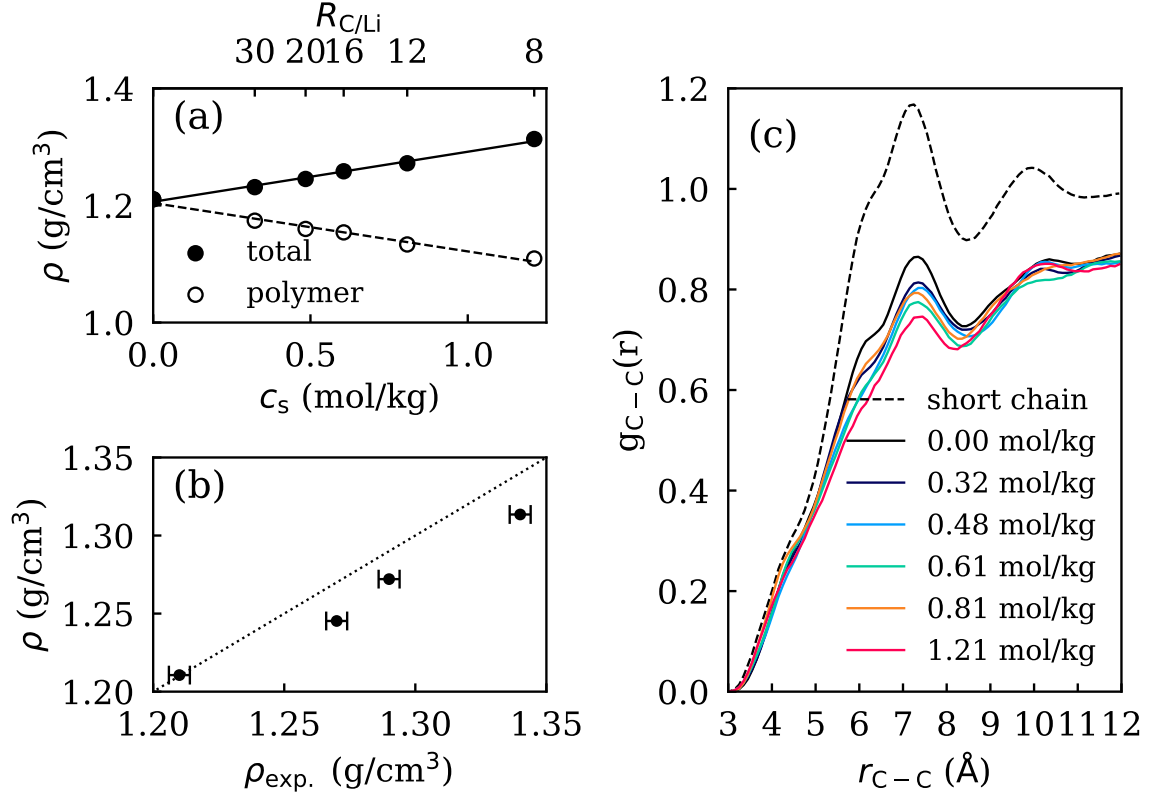 R_C/Li
30 20 16 12 8
(a)
1.4
1.2
1.0
ρ (g/cm³)
total
polymer
0.0 0.5 1.0
c_s (mol/kg)
(b)
1.35
1.30
1.25
1.20
ρ (g/cm³)
1.20 1.25 1.30 1.35
ρ_exp. (g/cm³)
(c)
1.2
1.0
0.8
0.6
0.4
0.2
0.0
g_C−C(r)
short chain
0.00 mol/kg
0.32 mol/kg
0.48 mol/kg
0.61 mol/kg
0.81 mol/kg
1.21 mol/kg
3 4 5 6 7 8 9 10 11 12
r_C−C (Å)